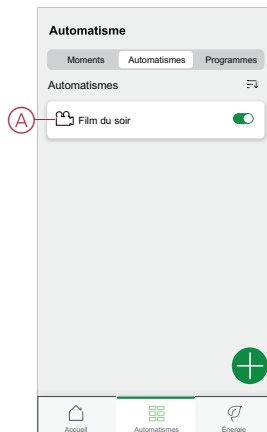 Automatisme
Moments Automatismes Programmes
Automatismes
A Film du soir
Accueil Automatismes Énergie